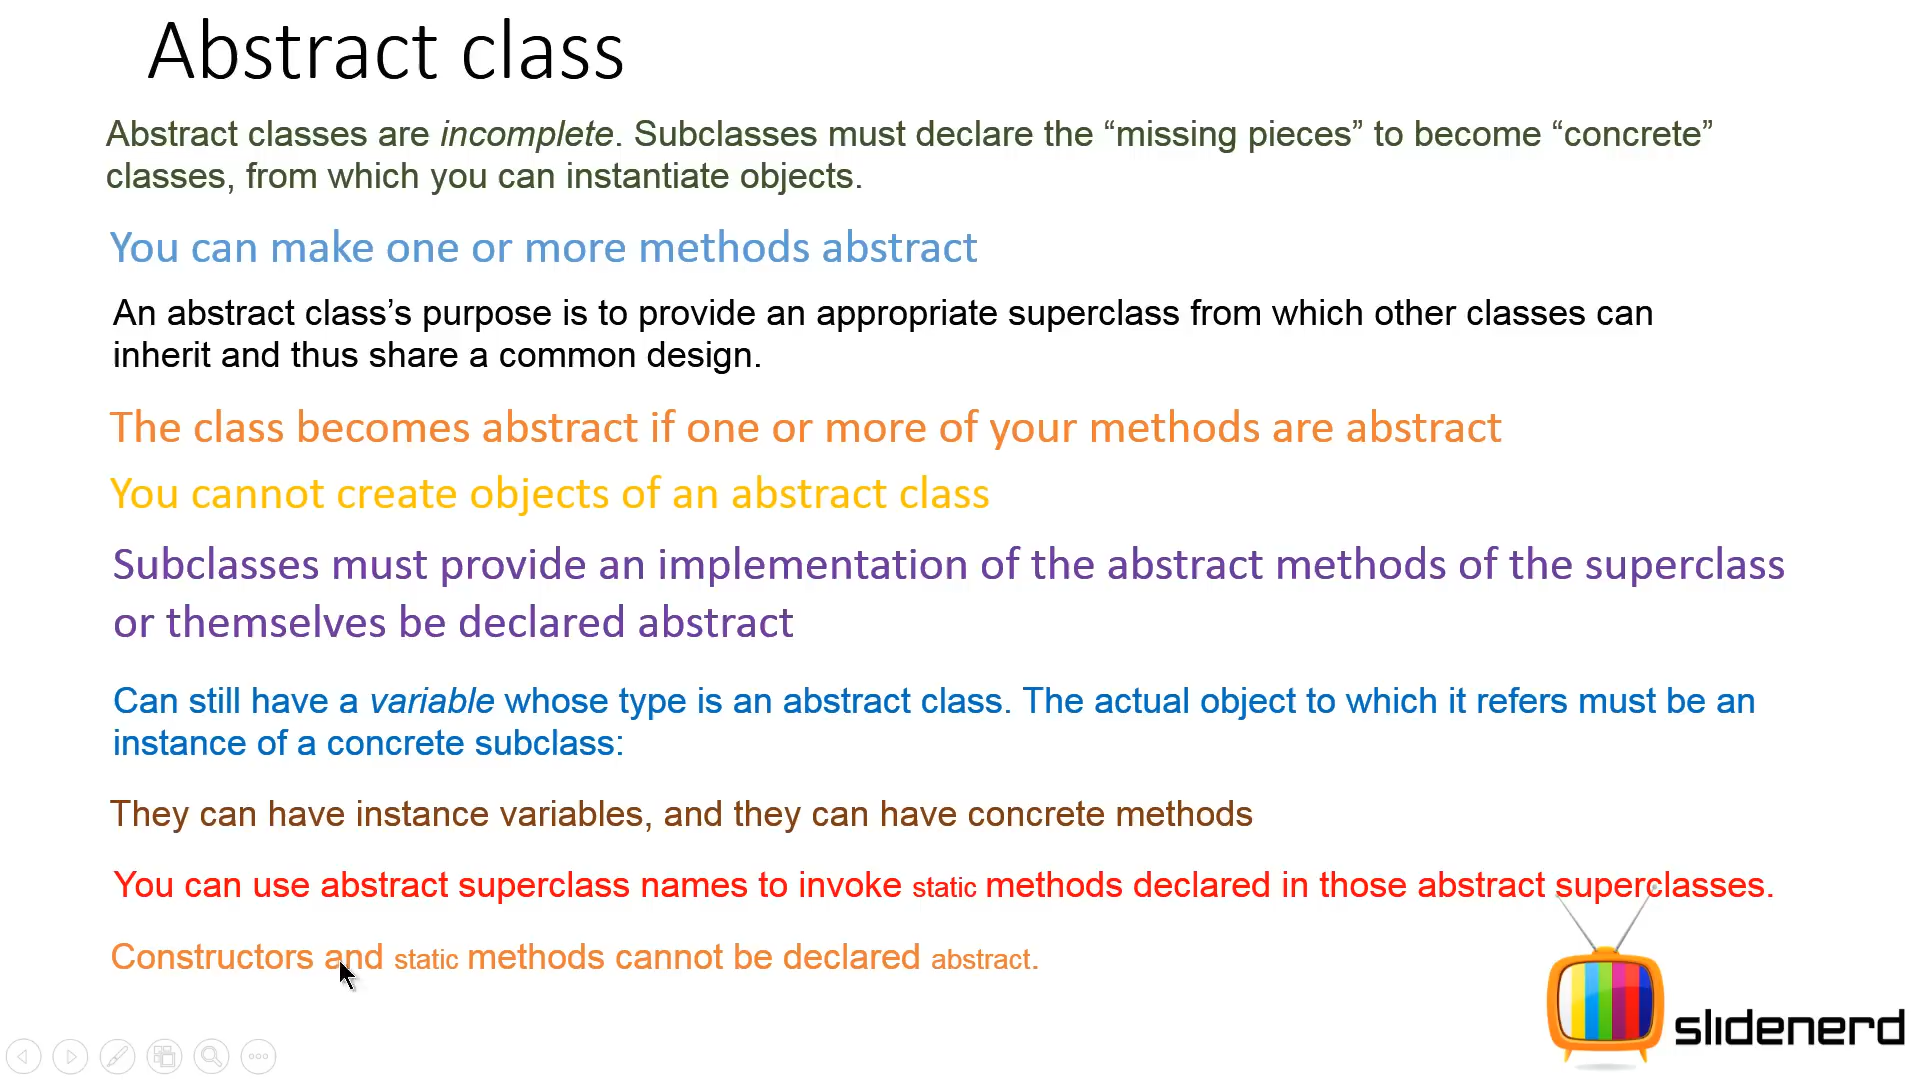 Abstract class
Abstract classes are incomplete. Subclasses must declare the “missing pieces” to become “concrete”
classes, from which you can instantiate objects.
You can make one or more methods abstract
An abstract class’s purpose is to provide an appropriate superclass from which other classes can
inherit and thus share a common design.
The class becomes abstract if one or more of your methods are abstract
You cannot create objects of an abstract class
Subclasses must provide an implementation of the abstract methods of the superclass
or themselves be declared abstract
Can still have a variable whose type is an abstract class. The actual object to which it refers must be an
instance of a concrete subclass:
They can have instance variables, and they can have concrete methods
You can use abstract superclass names to invoke static methods declared in those abstract superclasses.
Constructors and static methods cannot be declared abstract.
slidenerd